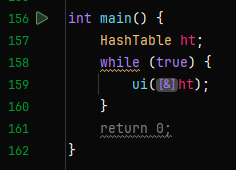 156 int main() {
157 HashTable ht;
158 while (true) {
159 ui([&]ht);
160 }
161 return 0;
162 }